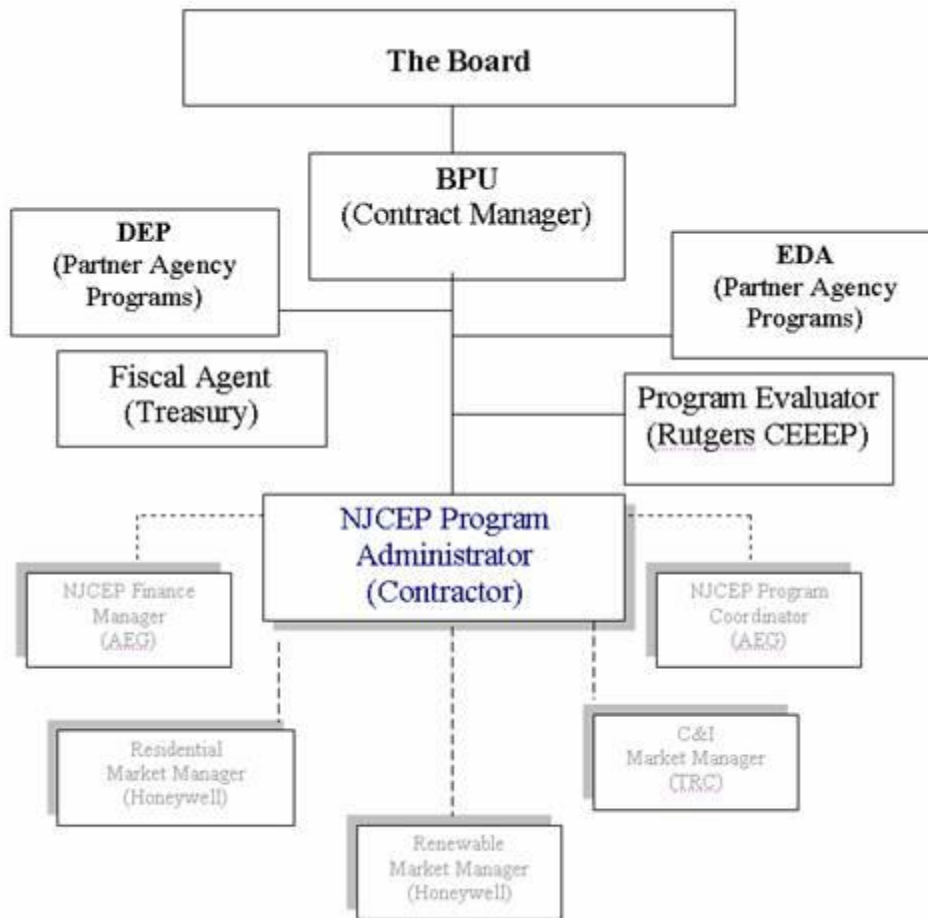 The Board
BPU
(Contract Manager)
DEP
(Partner Agency
Programs)
EDA
(Partner Agency
Programs)
Fiscal Agent
(Treasury)
Program Evaluator
(Rutgers CEEEP)
NJCEP Program
Administrator
(Contractor)
NJCEP Finance
Manager
(AEG)
NJCEP Program
Coordinator
(AEG)
Residential
Market Manager
(Honeywell)
C&I
Market Manager
(TRC)
Renewable
Market Manager
(Honeywell)